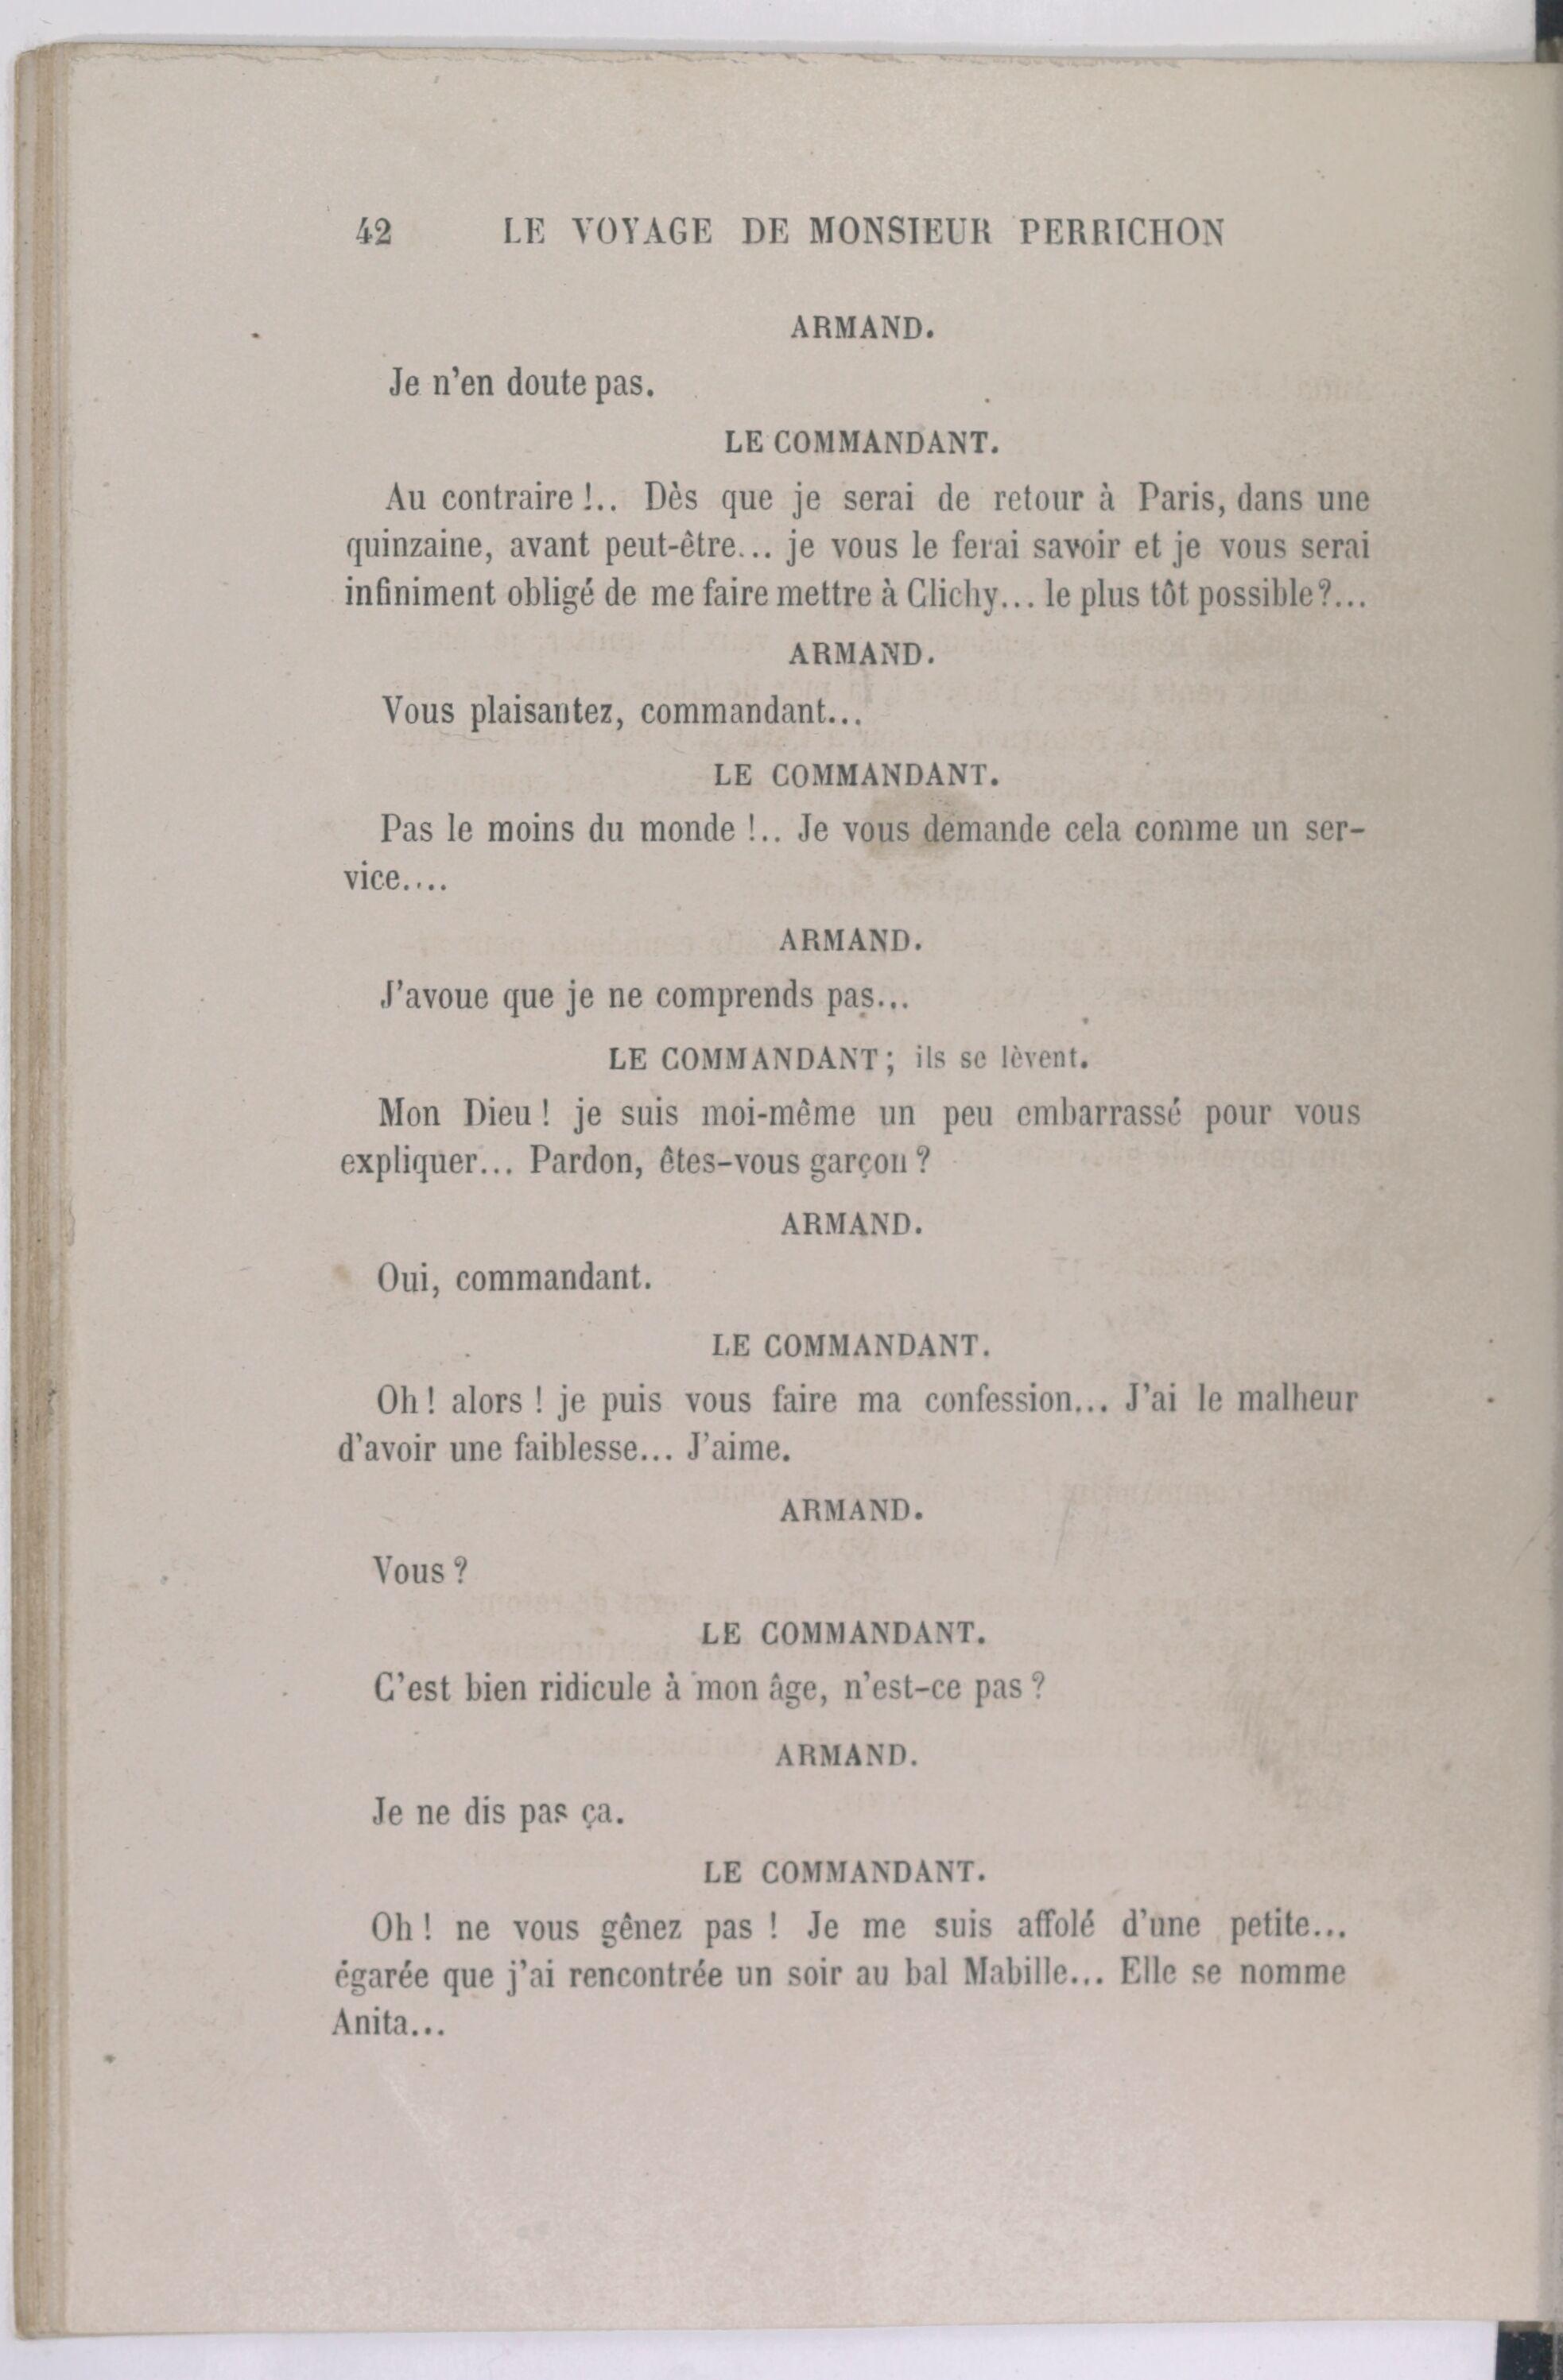 42 LE VOYAGE DE MONSIEUR PERRICHON
ARMAND.
Je n'en doute pas.
LE COMMANDANT.
Au contraire !.. Dès que je serai de retour à Paris, dans une
quinzaine, avant peut-être... je vous le ferai savoir et je vous serai
infiniment obligé de me faire mettre à Clichy... le plus tôt possible ?...
ARMAND.
Vous plaisantez, commandant...
LE COMMANDANT.
Pas le moins du monde !.. Je vous demande cela comme un ser-
vice....
ARMAND.
J'avoue que je ne comprends pas...
LE COMMANDANT ; ils se lèvent.
Mon Dieu ! je suis moi-même un peu embarrassé pour vous
expliquer... Pardon, êtes-vous garçon ?
ARMAND.
Oui, commandant.
LE COMMANDANT.
Oh ! alors ! je puis vous faire ma confession... J'ai le malheur
d'avoir une faiblesse... J'aime.
ARMAND.
Vous ?
LE COMMANDANT.
C'est bien ridicule à mon âge, n'est-ce pas ?
ARMAND.
Je ne dis pas ça.
LE COMMANDANT.
Oh ! ne vous gênez pas ! Je me suis affolé d'une petite...
égarée que j'ai rencontrée un soir au bal Mabille... Elle se nomme
Anita...